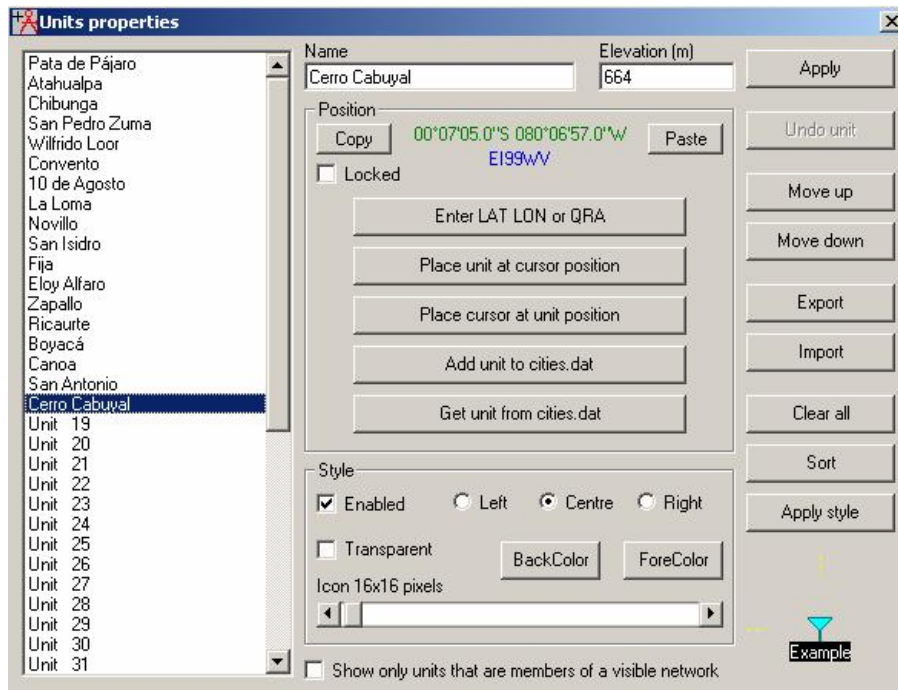 Units properties
Pata de Pájaro
Atahualpa
Chibunga
San Pedro Zuma
Wilfrido Loor
Convento
10 de Agosto
La Loma
Novillo
San Isidro
Fija
Eloy Alfaro
Zapallo
Ricaurte
Boyacá
Canoa
San Antonio
Cerro Cabuyal
Unit 19
Unit 20
Unit 21
Unit 22
Unit 23
Unit 24
Unit 25
Unit 26
Unit 27
Unit 28
Unit 29
Unit 30
Unit 31
Name
Cerro Cabuyal
Elevation (m)
664
Position
Copy
00°07'05.0"S 080°06'57.0"W
EI99WV
Paste
Locked
Enter LAT LON or QRA
Place unit at cursor position
Place cursor at unit position
Add unit to cities.dat
Get unit from cities.dat
Style
Enabled
Left
Centre
Right
Transparent
BackColor
ForeColor
Icon 16x16 pixels
Show only units that are members of a visible network
Apply
Undo unit
Move up
Move down
Export
Import
Clear all
Sort
Apply style
Example